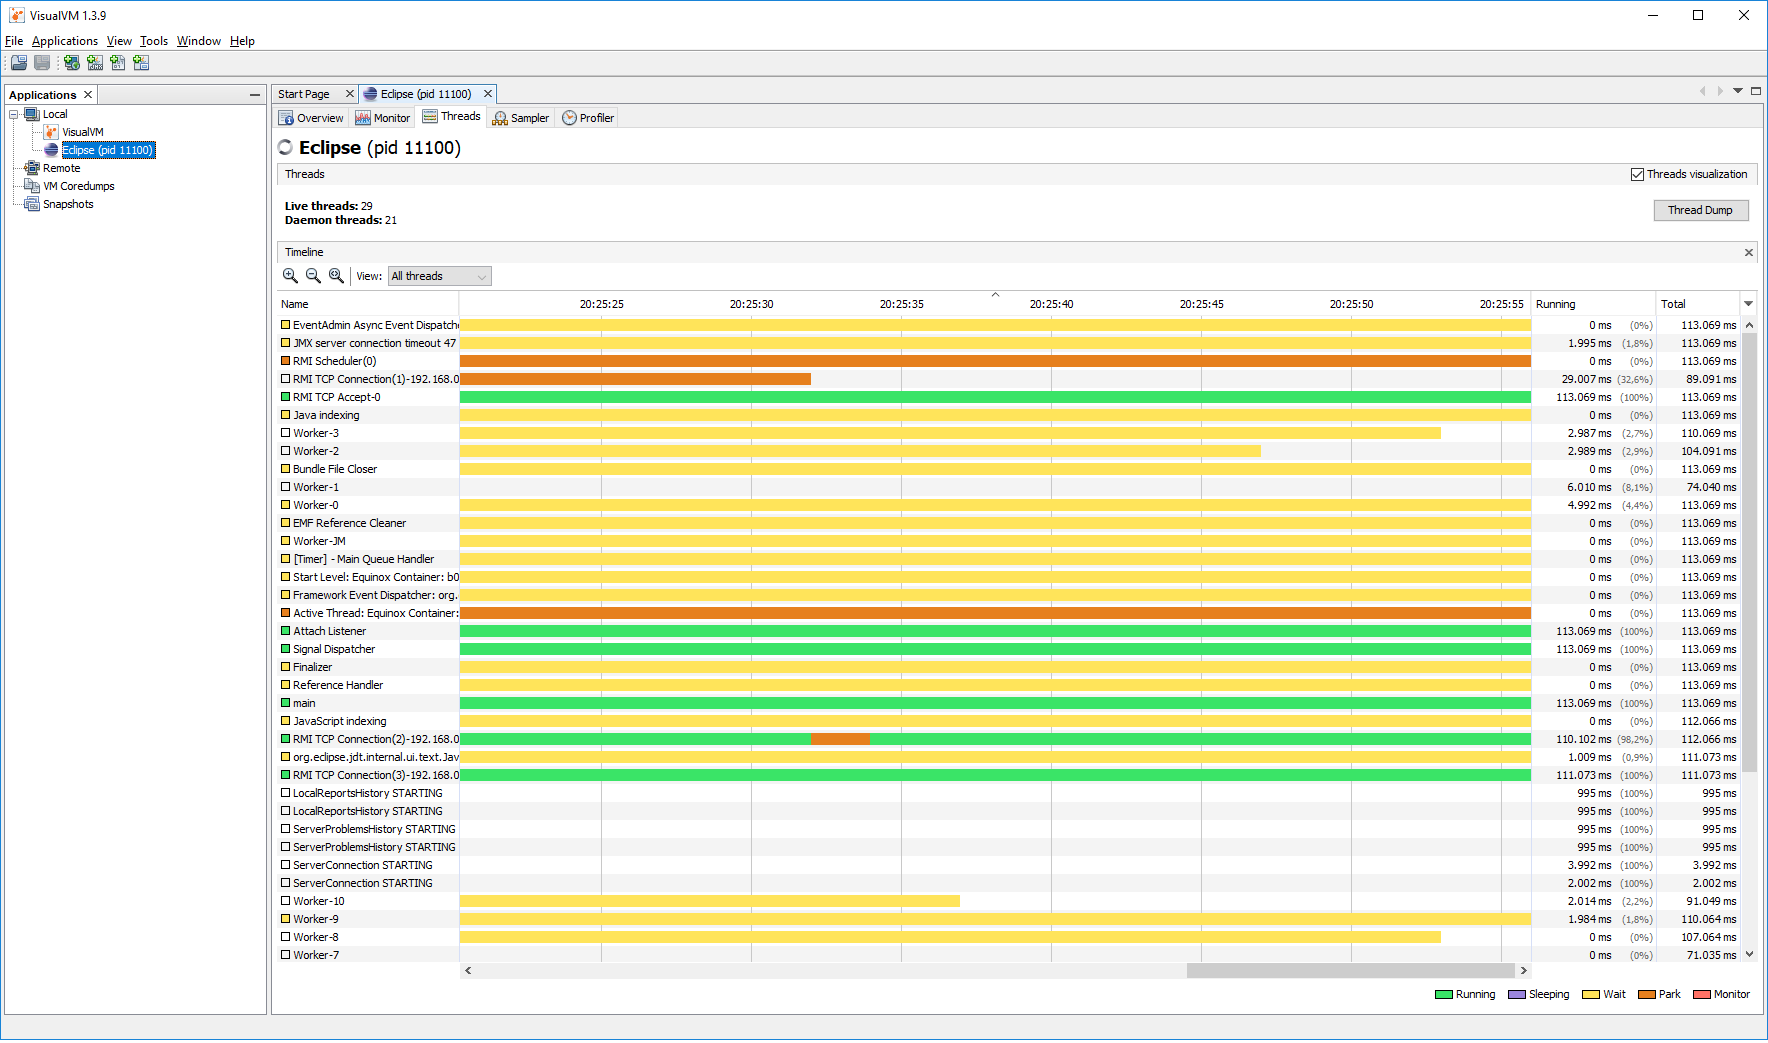 VisualVM 1.3.9
File Applications View Tools Window Help
Applications
Local
VisualVM
Eclipse (pid 11100)
Remote
VM Coredumps
Snapshots
Start Page Eclipse (pid 11100)
Overview Monitor Threads Sampler Profiler
Eclipse (pid 11100)
Threads Threads visualization
Live threads: 29
Daemon threads: 21
Thread Dump
Timeline
View: All threads
Name 20:25:25 20:25:30 20:25:35 20:25:40 20:25:45 20:25:50 20:25:55 Running Total
EventAdmin Async Event Dispatche 0 ms (0%) 113.069 ms
JMX server connection timeout 47 1.995 ms (1,8%) 113.069 ms
RMI Scheduler(0) 0 ms (0%) 113.069 ms
RMI TCP Connection(1)-192.168.0 29.007 ms (32,6%) 89.091 ms
RMI TCP Accept-0 113.069 ms (100%) 113.069 ms
Java indexing 0 ms (0%) 113.069 ms
Worker-3 2.987 ms (2,7%) 110.069 ms
Worker-2 2.989 ms (2,9%) 104.091 ms
Bundle File Closer 0 ms (0%) 113.069 ms
Worker-1 6.010 ms (8,1%) 74.040 ms
Worker-0 4.992 ms (4,4%) 113.069 ms
EMF Reference Cleaner 0 ms (0%) 113.069 ms
Worker-JM 0 ms (0%) 113.069 ms
[Timer] - Main Queue Handler 0 ms (0%) 113.069 ms
Start Level: Equinox Container: b0 0 ms (0%) 113.069 ms
Framework Event Dispatcher: org. 0 ms (0%) 113.069 ms
Active Thread: Equinox Container: 0 ms (0%) 113.069 ms
Attach Listener 113.069 ms (100%) 113.069 ms
Signal Dispatcher 113.069 ms (100%) 113.069 ms
Finalizer 0 ms (0%) 113.069 ms
Reference Handler 0 ms (0%) 113.069 ms
main 113.069 ms (100%) 113.069 ms
JavaScript indexing 0 ms (0%) 112.066 ms
RMI TCP Connection(2)-192.168.0 110.102 ms (98,2%) 112.066 ms
org.eclipse.jdt.internal.ui.text.Jav 1.009 ms (0,9%) 111.073 ms
RMI TCP Connection(3)-192.168.0 111.073 ms (100%) 111.073 ms
LocalReportsHistory STARTING 995 ms (100%) 995 ms
LocalReportsHistory STARTING 995 ms (100%) 995 ms
ServerProblemsHistory STARTING 995 ms (100%) 995 ms
ServerProblemsHistory STARTING 995 ms (100%) 995 ms
ServerConnection STARTING 3.992 ms (100%) 3.992 ms
ServerConnection STARTING 2.002 ms (100%) 2.002 ms
Worker-10 2.014 ms (2,2%) 91.049 ms
Worker-9 1.984 ms (1,8%) 110.064 ms
Worker-8 0 ms (0%) 107.064 ms
Worker-7 0 ms (0%) 71.035 ms
Running Sleeping Wait Park Monitor